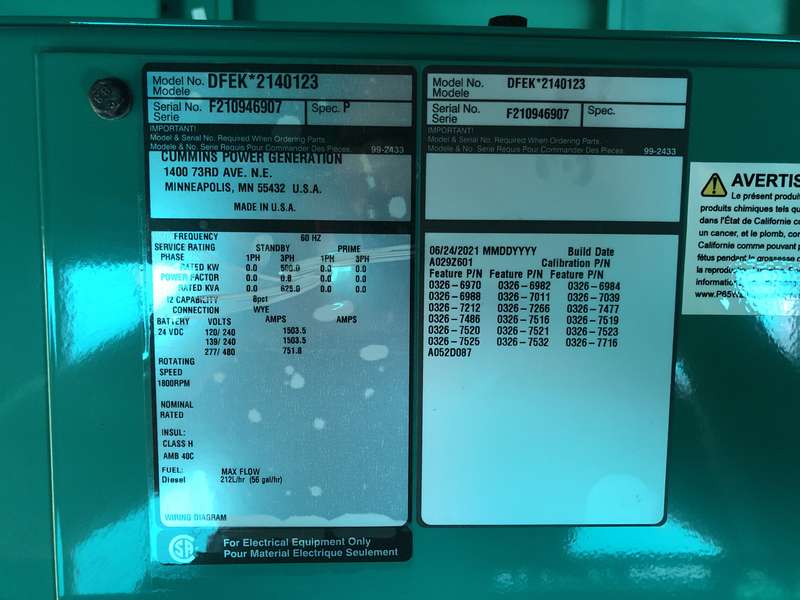 Model No. DFEK*2140123
Modele
Serial No. F210946907 Spec. P
Serie
IMPORTANT!
Model & Serial No. Required When Ordering Parts.
Modele & No. Serie Requis Pour Commander Des Pieces. 99-2433
CUMMINS POWER GENERATION
1400 73RD AVE. N.E.
MINNEAPOLIS, MN 55432 U.S.A.
MADE IN U.S.A.
FREQUENCY 60 HZ
SERVICE RATING STANDBY PRIME
PHASE 1PH 3PH 1PH 3PH
RATED KW 0.0 500.0 0.0 0.0
POWER FACTOR 0.0 0.8 0.0 0.0
RATED KVA 0.0 625.0 0.0 0.0
12 CAPABILITY 8pct
CONNECTION WYE
BATTERY VOLTS AMPS AMPS
24 VDC 120/ 240 1503.5
139/ 240 1503.5
277/ 480 751.8
ROTATING
SPEED
1800RPM
NOMINAL
RATED
INSUL:
CLASS H
AMB 40C
FUEL: MAX FLOW
Diesel 212L/hr (56 gal/hr)
WIRING DIAGRAM
For Electrical Equipment Only
Pour Material Electrique Seulement
Model No. DFEK*2140123
Modele
Serial No. F210946907 Spec.
Serie
IMPORTANT!
Model & Serial No. Required When Ordering Parts.
Modele & No. Serie Requis Pour Commander Des Pieces. 99-2433
06/24/2021 MMDDYYYY Build Date
A029Z601 Calibration P/N
Feature P/N Feature P/N Feature P/N
0326-6970 0326-6982 0326-6984
0326-6988 0326-7011 0326-7039
0326-7212 0326-7266 0326-7477
0326-7486 0326-7516 0326-7519
0326-7520 0326-7521 0326-7523
0326-7525 0326-7532 0326-7716
A052D087
AVERTIS
Le présent produi
produits chimiques tels qu
dans l'État de Californie c
un cancer, et le plomb, con
Californie comme pouvant p
fétus pendant la grossesse o
la reprodu
information
www.P65W